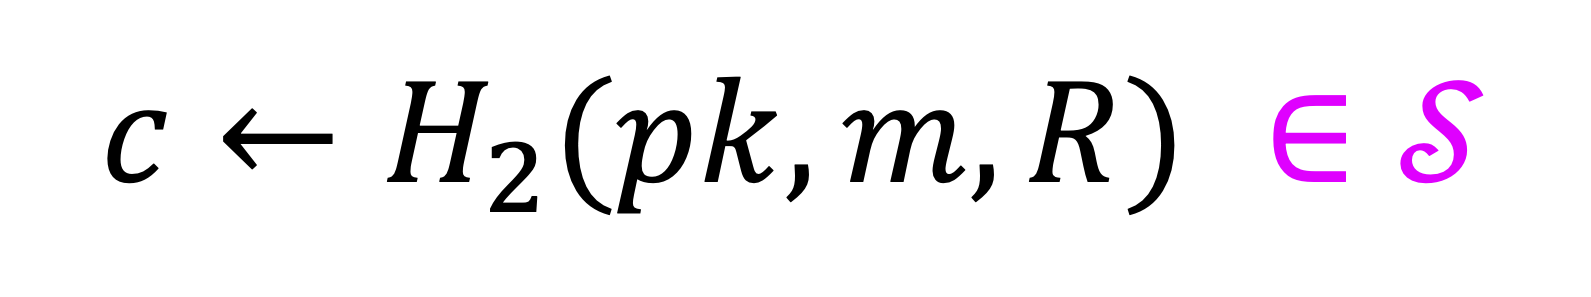 c ← H₂(pk, m, R) ∈ 𝒮